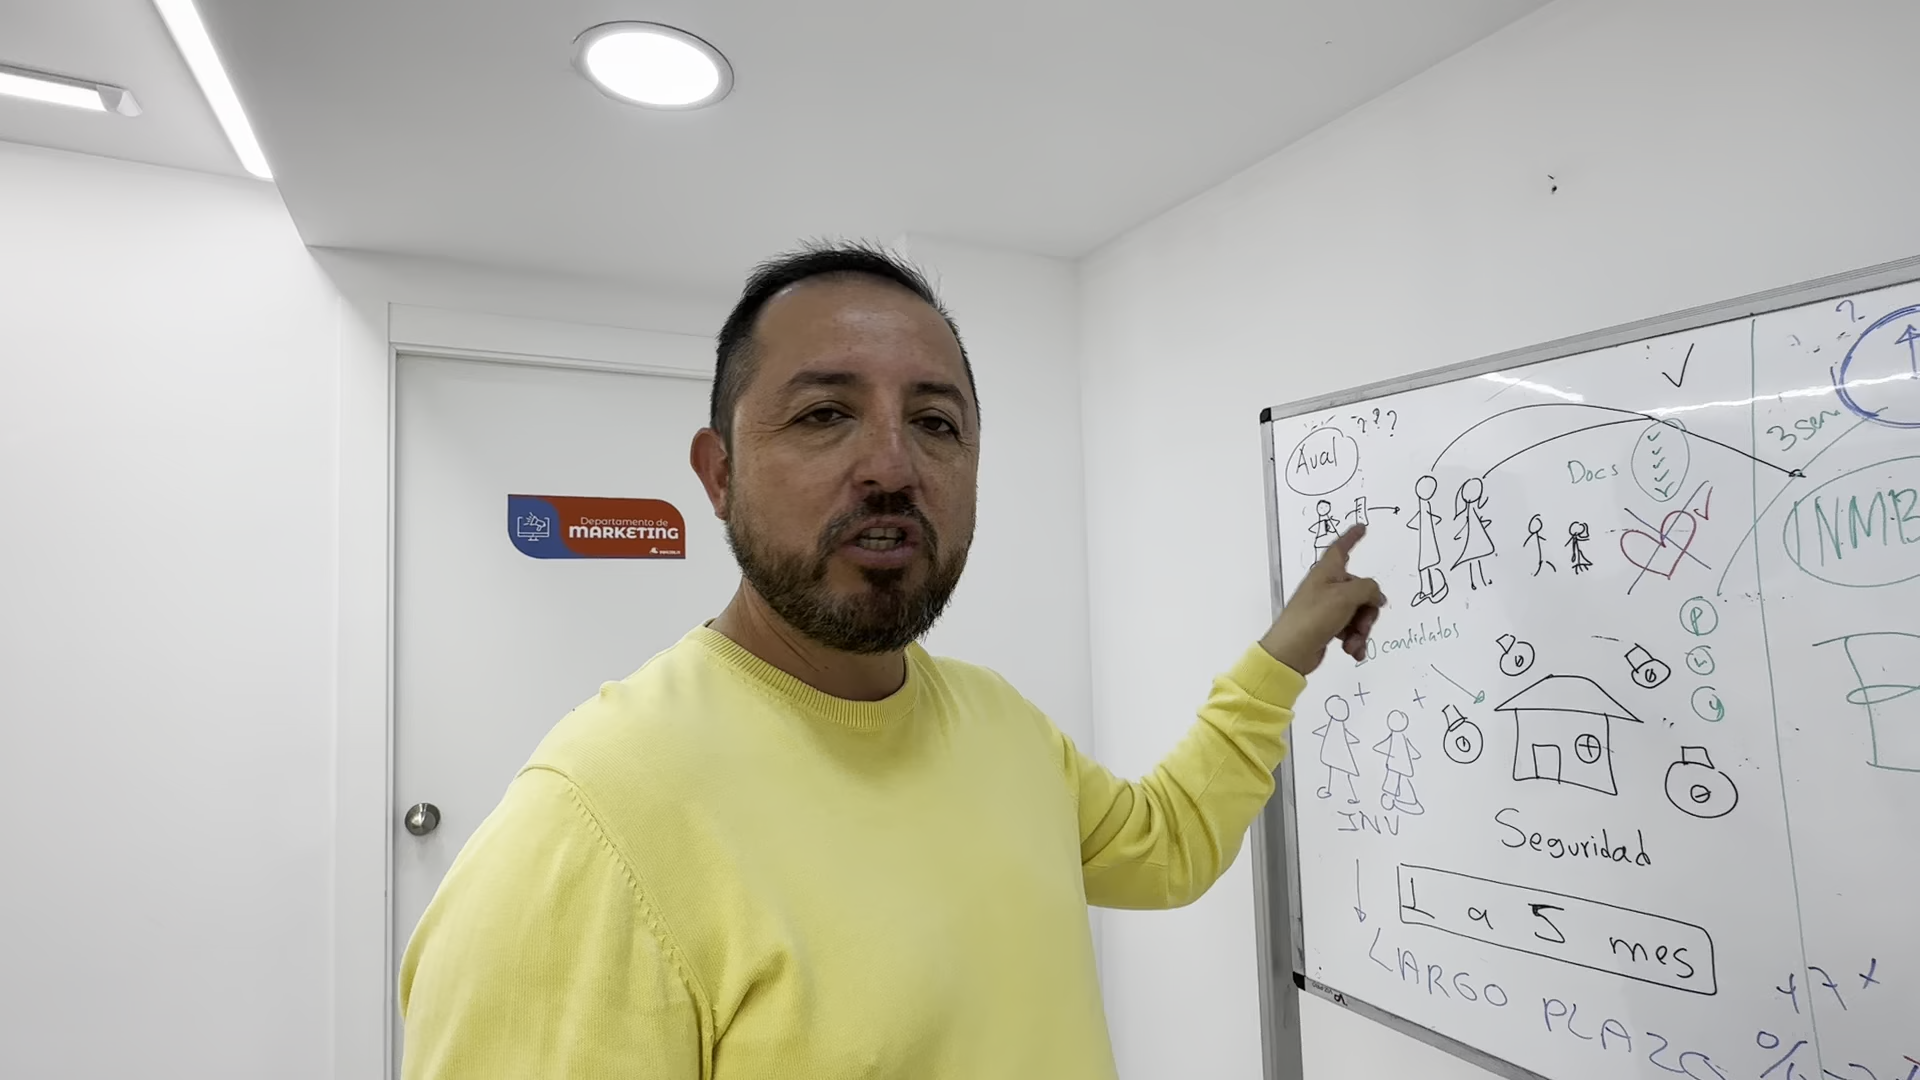 Departamento de
MARKETING
Aval
???
Docs
3 sem
?
INMB
P
candidatos
INV
Seguridad
1 a 5 mes
LARGO PLAZO
%